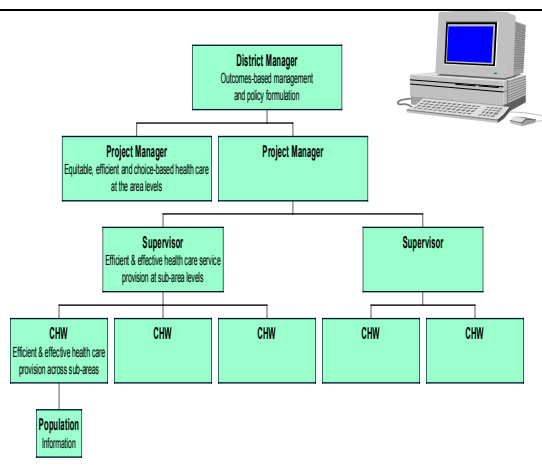 District Manager
Outcomes-based management
and policy formulation
Project Manager
Equitable, efficient and choice-based health care
at the area levels
Project Manager
Supervisor
Efficient & effective health care service
provision at sub-area levels
Supervisor
CHW
Efficient & effective health care
provision across sub-areas
CHW
CHW
CHW
CHW
Population
Information